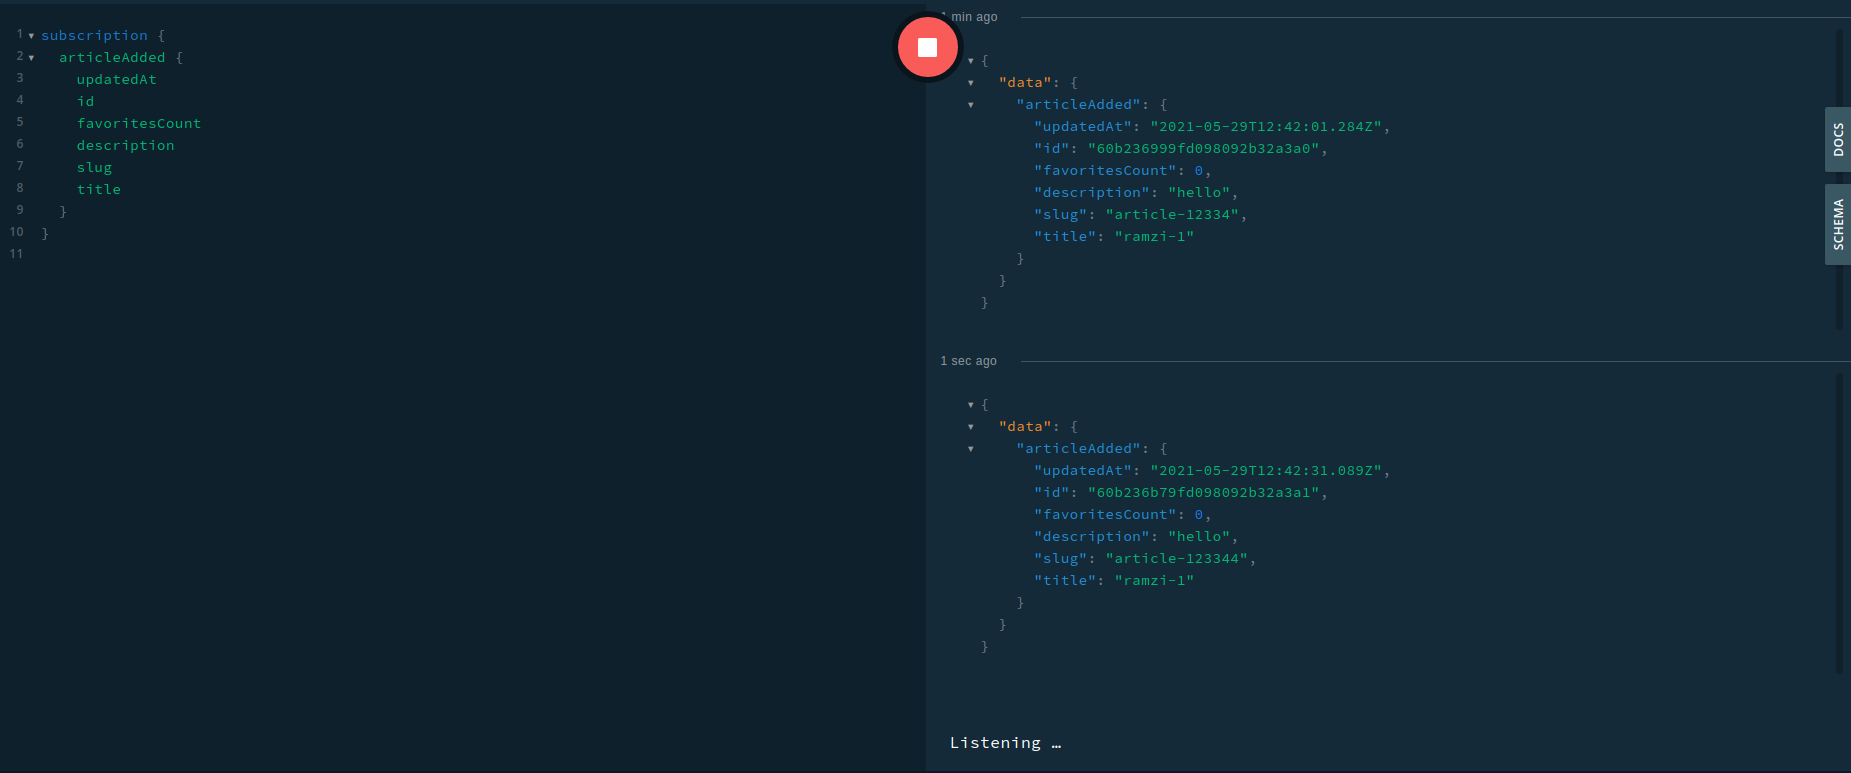 1 subscription {
2 articleAdded {
3 updatedAt
4 id
5 favoritesCount
6 description
7 slug
8 title
9 }
10 }
11
1 min ago
{
"data": {
"articleAdded": {
"updatedAt": "2021-05-29T12:42:01.284Z",
"id": "60b236999fd098092b32a3a0",
"favoritesCount": 0,
"description": "hello",
"slug": "article-12334",
"title": "ramzi-1"
}
}
}
1 sec ago
{
"data": {
"articleAdded": {
"updatedAt": "2021-05-29T12:42:31.089Z",
"id": "60b236b79fd098092b32a3a1",
"favoritesCount": 0,
"description": "hello",
"slug": "article-123344",
"title": "ramzi-1"
}
}
}
Listening …
DOCS
SCHEMA